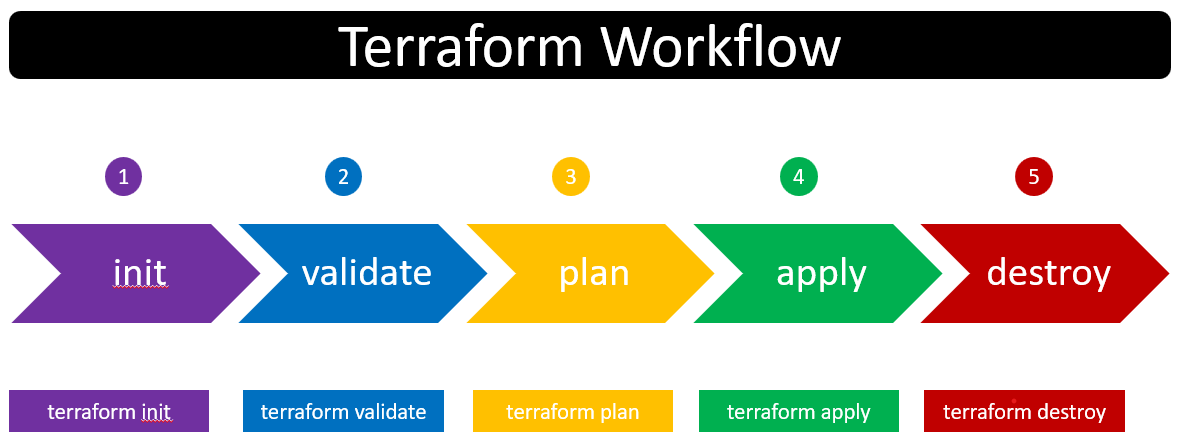 Terraform Workflow
1 2 3 4 5
init validate plan apply destroy
terraform init terraform validate terraform plan terraform apply terraform destroy